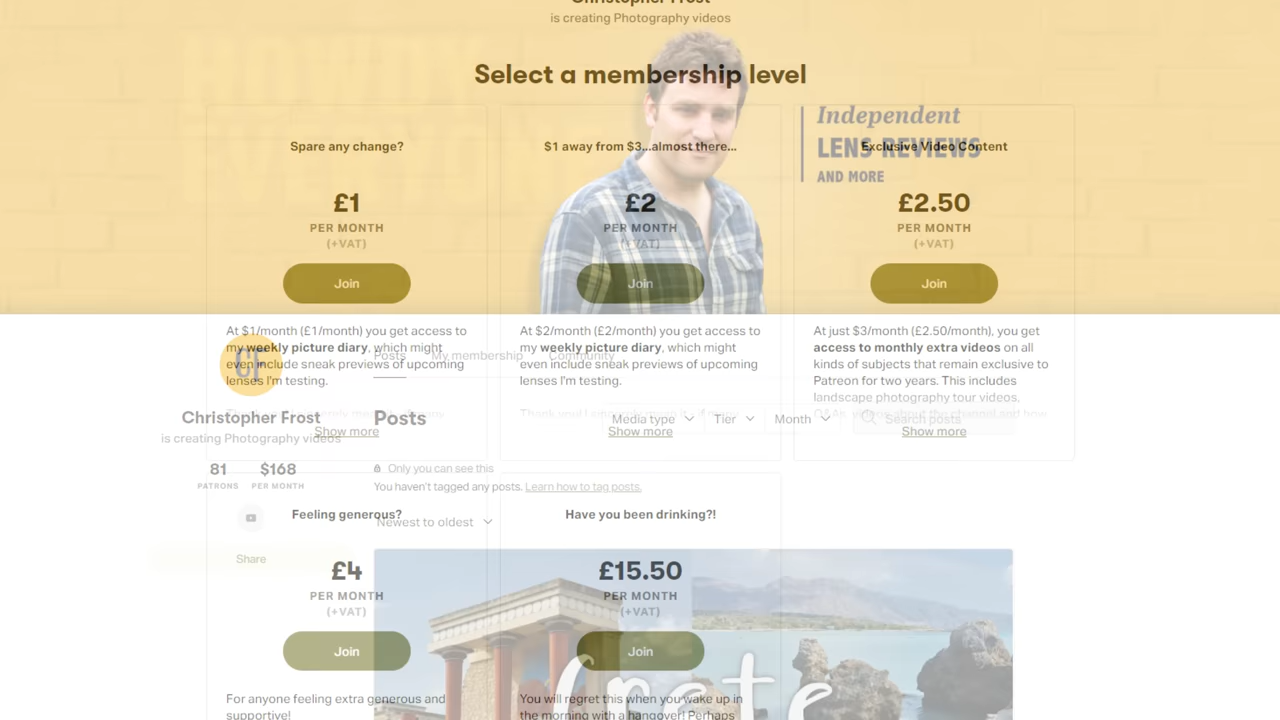 Christopher Frost
is creating Photography videos
Select a membership level
Independent
LENS REVIEWS
AND MORE
Spare any change?
£1
PER MONTH
(+VAT)
Join
At $1/month (£1/month) you get access to
my weekly picture diary, which might
even include sneak previews of upcoming
lenses I'm testing.
Show more
$1 away from $3...almost there...
£2
PER MONTH
(+VAT)
Join
At $2/month (£2/month) you get access to
my weekly picture diary, which might
even include sneak previews of upcoming
lenses I'm testing.
Show more
Exclusive Video Content
£2.50
PER MONTH
(+VAT)
Join
At just $3/month (£2.50/month), you get
access to monthly extra videos on all
kinds of subjects that remain exclusive to
Patreon for two years. This includes
landscape photography tour videos,
Show more
CF
Posts
My membership
Community
Christopher Frost
is creating Photography videos
81
PATRONS
$168
PER MONTH
Share
Posts
Media type
Tier
Month
Search posts
Only you can see this
You haven't tagged any posts. Learn how to tag posts.
Newest to oldest
Feeling generous?
£4
PER MONTH
(+VAT)
Join
For anyone feeling extra generous and
supportive!
Have you been drinking?!
£15.50
PER MONTH
(+VAT)
Join
You will regret this when you wake up in
the morning with a hangover! Perhaps
Crete